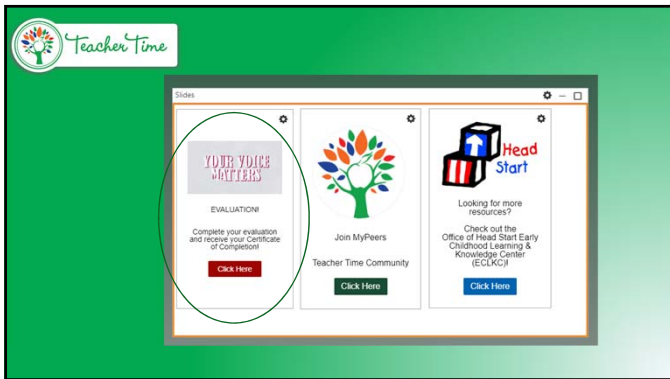 Teacher Time
Slides
YOUR VOICE
MATTERS
EVALUATION!
Complete your evaluation
and receive your Certificate
of Completion!
Click Here
Join MyPeers
Teacher Time Community
Click Here
Head
Start
Looking for more
resources?
Check out the
Office of Head Start Early
Childhood Learning &
Knowledge Center
(ECLKC)!
Click Here